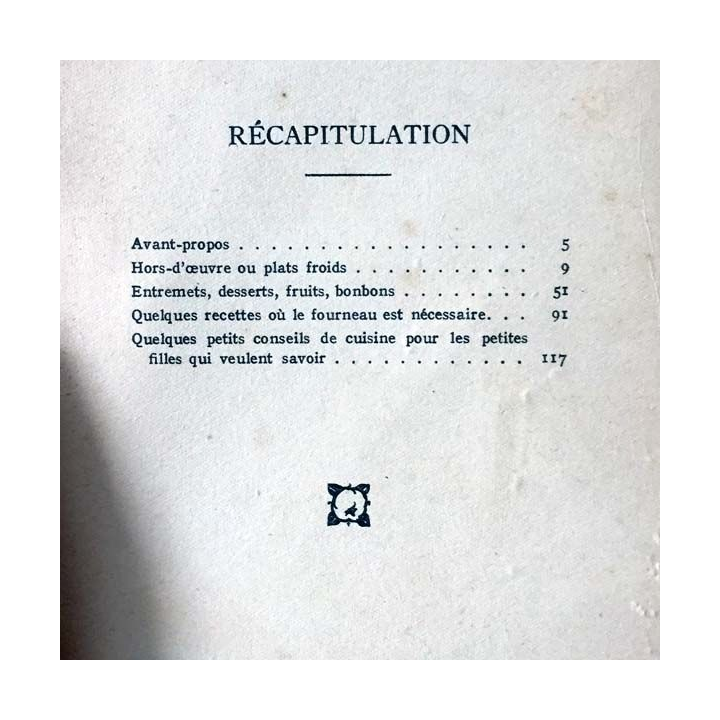 RÉCAPITULATION
Avant-propos . . . . . . . . . . . . . . . . . . 5
Hors-d'œuvre ou plats froids . . . . . . . . . . . 9
Entremets, desserts, fruits, bonbons . . . . . . . . 51
Quelques recettes où le fourneau est nécessaire. . . 91
Quelques petits conseils de cuisine pour les petites
filles qui veulent savoir . . . . . . . . . . . . 117